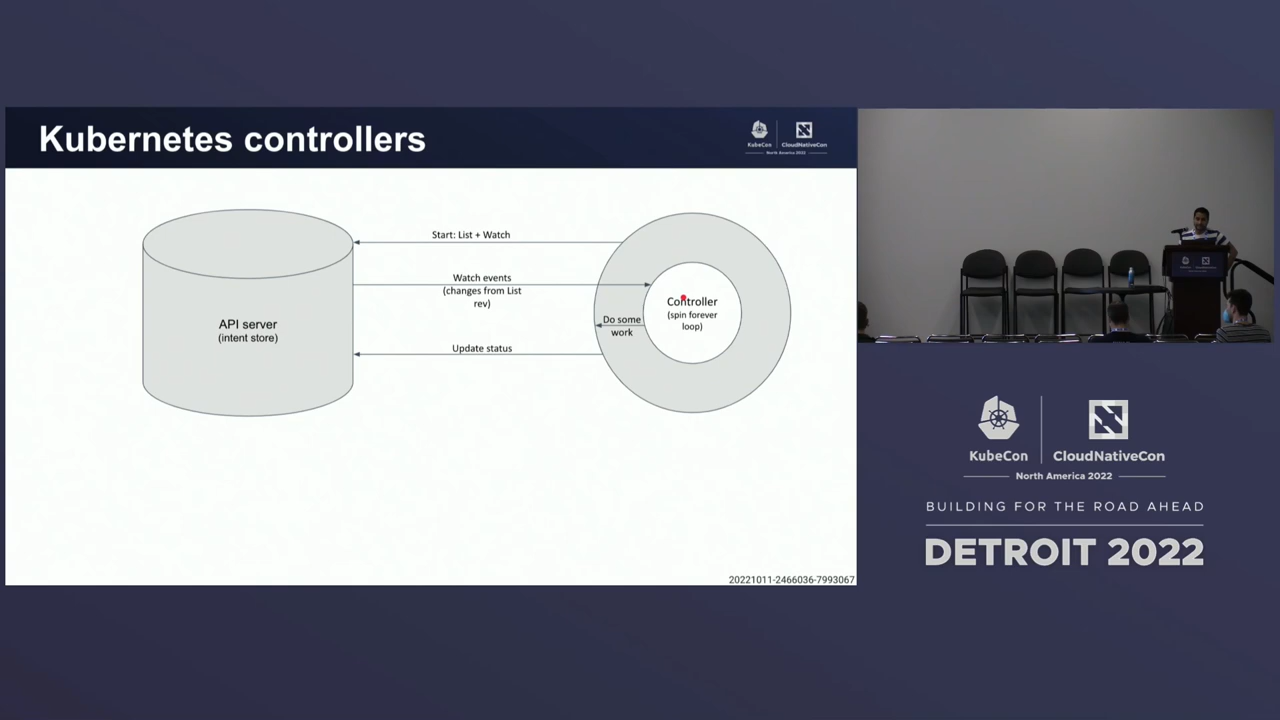 Kubernetes controllers
KubeCon
CloudNativeCon
North America 2022
Start: List + Watch
Watch events
(changes from List
rev)
API server
(intent store)
Controller
(spin forever
loop)
Do some
work
Update status
20221011-2466036-7993067
KubeCon
CloudNativeCon
North America 2022
BUILDING FOR THE ROAD AHEAD
DETROIT 2022